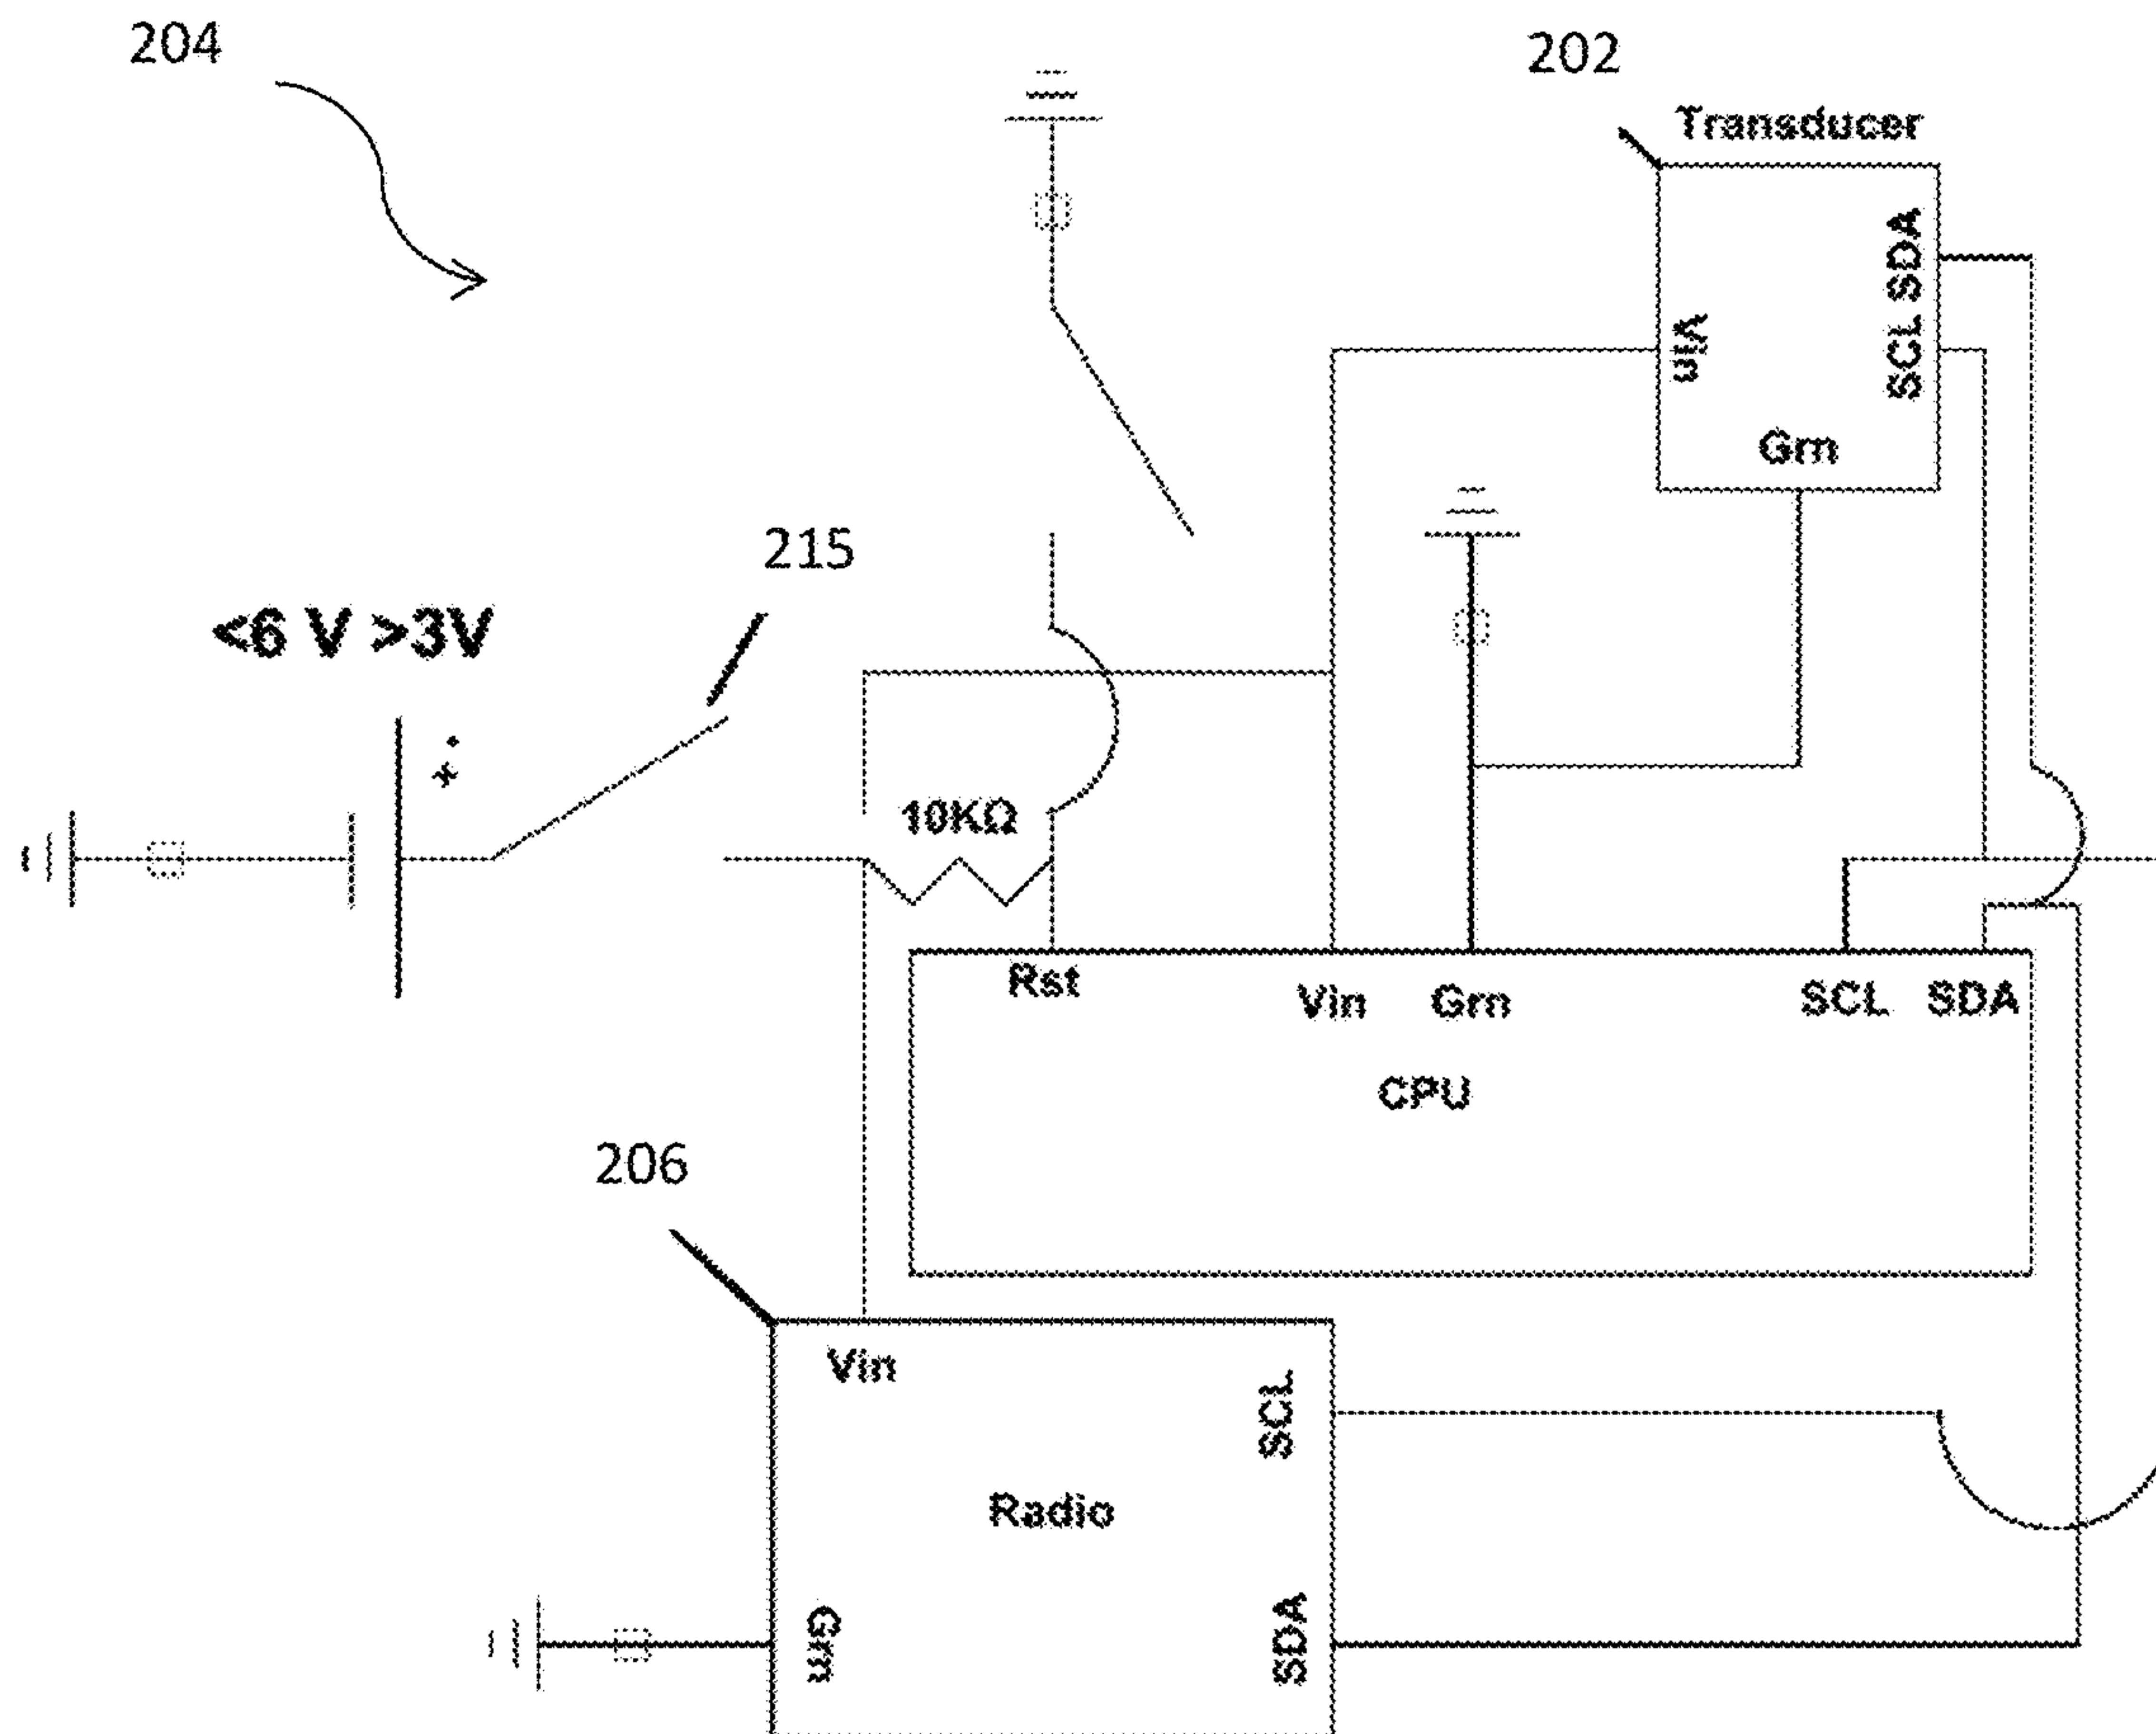 204
202
Transducer
SDA
SCL
Vin
Grn
215
<6 V >3V
+
10KΩ
Rst
Vin
Grn
SCL
SDA
CPU
206
Vin
SCL
Radio
Grn
SDA